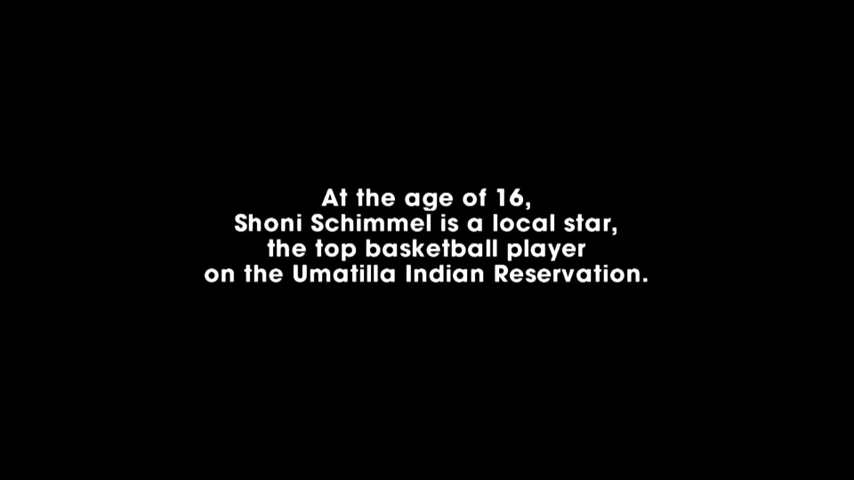 At the age of 16,
Shoni Schimmel is a local star,
the top basketball player
on the Umatilla Indian Reservation.